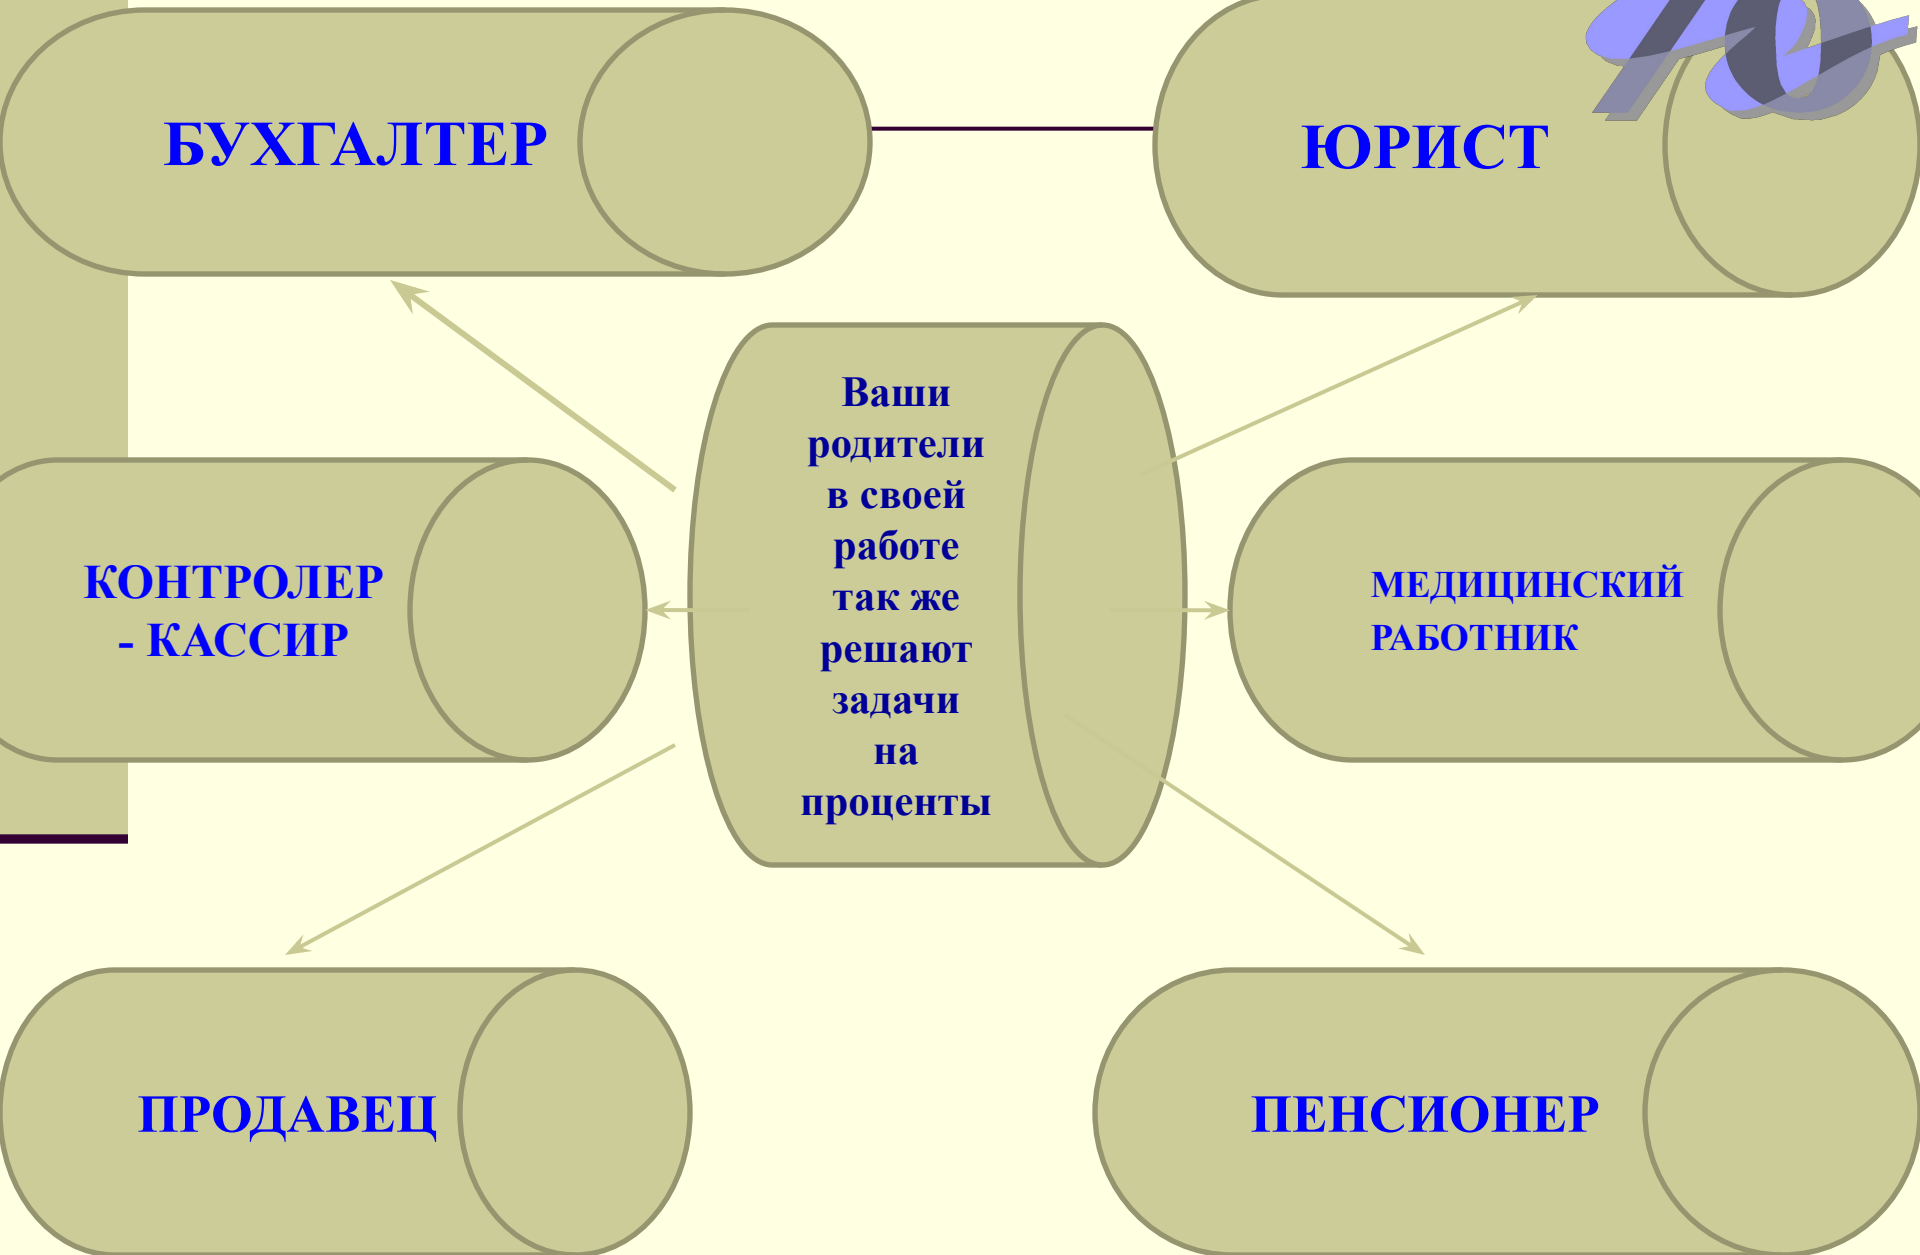 БУХГАЛТЕР
ЮРИСТ
Ваши
родители
в своей
работе
так же
решают
задачи
на
проценты
КОНТРОЛЕР
- КАССИР
МЕДИЦИНСКИЙ
РАБОТНИК
ПРОДАВЕЦ
ПЕНСИОНЕР